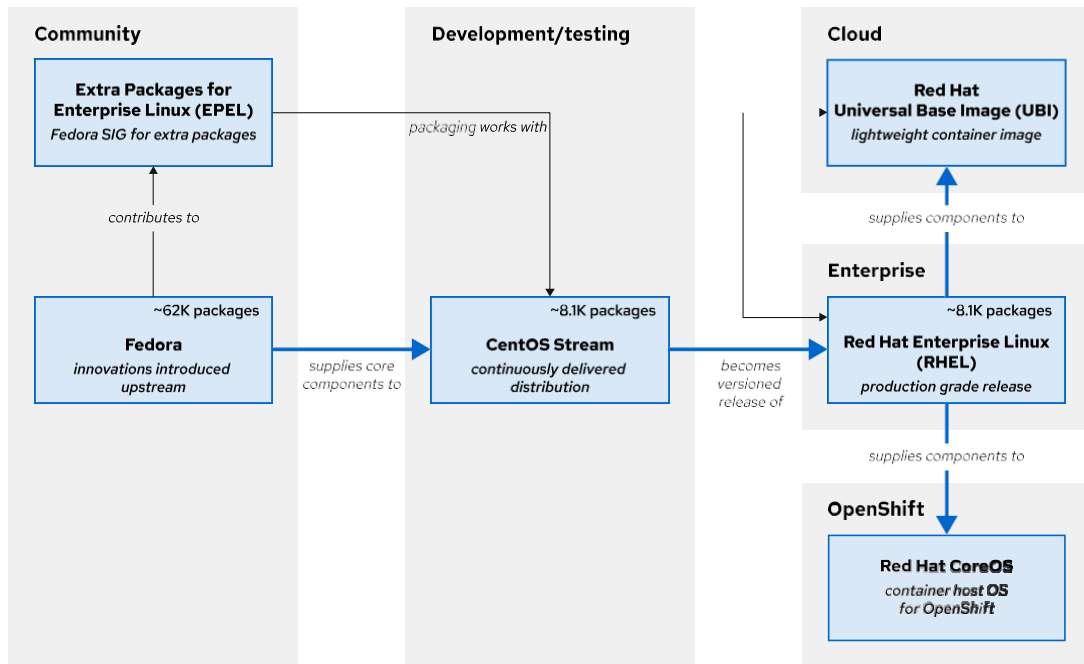 Community
Extra Packages for
Enterprise Linux (EPEL)
Fedora SIG for extra packages
contributes to
~62K packages
Fedora
innovations introduced
upstream
supplies core
components to
Development/testing
packaging works with
~8.1K packages
CentOS Stream
continuously delivered
distribution
becomes
versioned
release of
Cloud
Red Hat
Universal Base Image (UBI)
lightweight container image
supplies components to
Enterprise
~8.1K packages
Red Hat Enterprise Linux
(RHEL)
production grade release
supplies components to
OpenShift
Red Hat CoreOS
container host OS
for OpenShift